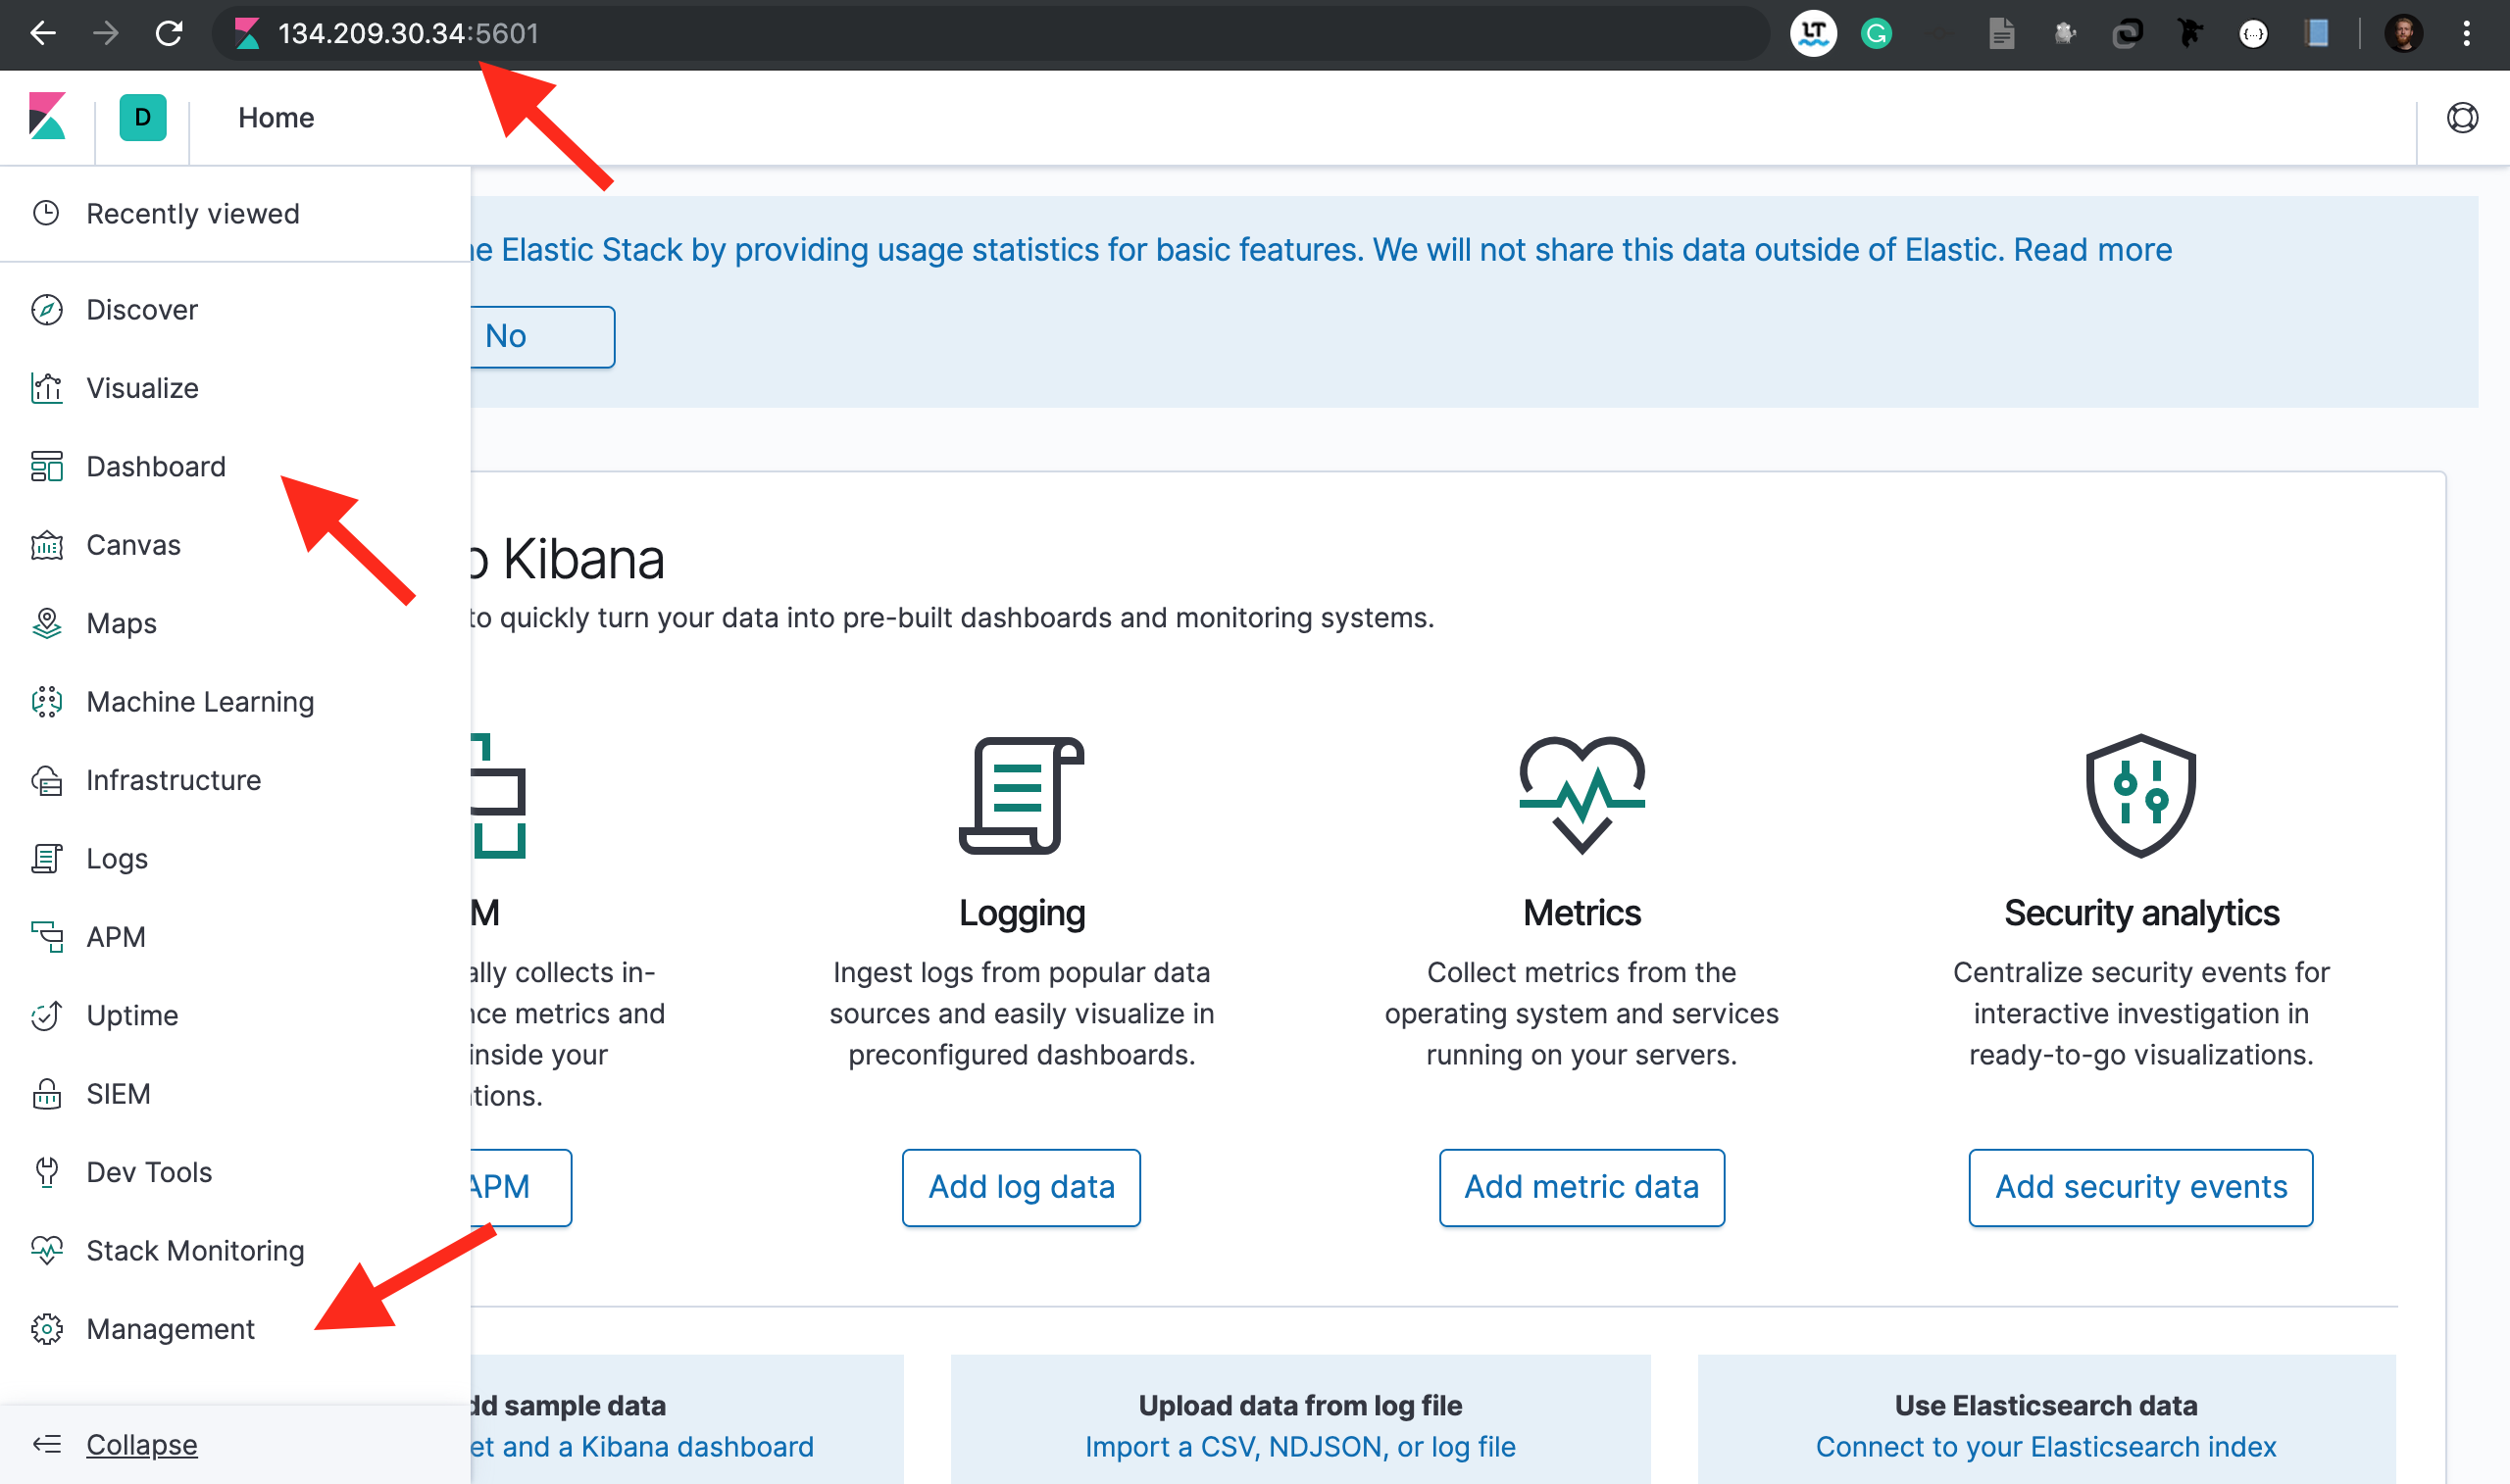 134.209.30.34:5601
LT
G
{...}
D
Home
Recently viewed
Discover
Visualize
Dashboard
Canvas
Maps
Machine Learning
Infrastructure
Logs
APM
Uptime
SIEM
Dev Tools
Stack Monitoring
Management
Collapse
he Elastic Stack by providing usage statistics for basic features. We will not share this data outside of Elastic. Read more
No
o Kibana
to quickly turn your data into pre-built dashboards and monitoring systems.
M
ally collects in-
nce metrics and
inside your
tions.
APM
Logging
Ingest logs from popular data
sources and easily visualize in
preconfigured dashboards.
Add log data
Metrics
Collect metrics from the
operating system and services
running on your servers.
Add metric data
Security analytics
Centralize security events for
interactive investigation in
ready-to-go visualizations.
Add security events
dd sample data
et and a Kibana dashboard
Upload data from log file
Import a CSV, NDJSON, or log file
Use Elasticsearch data
Connect to your Elasticsearch index